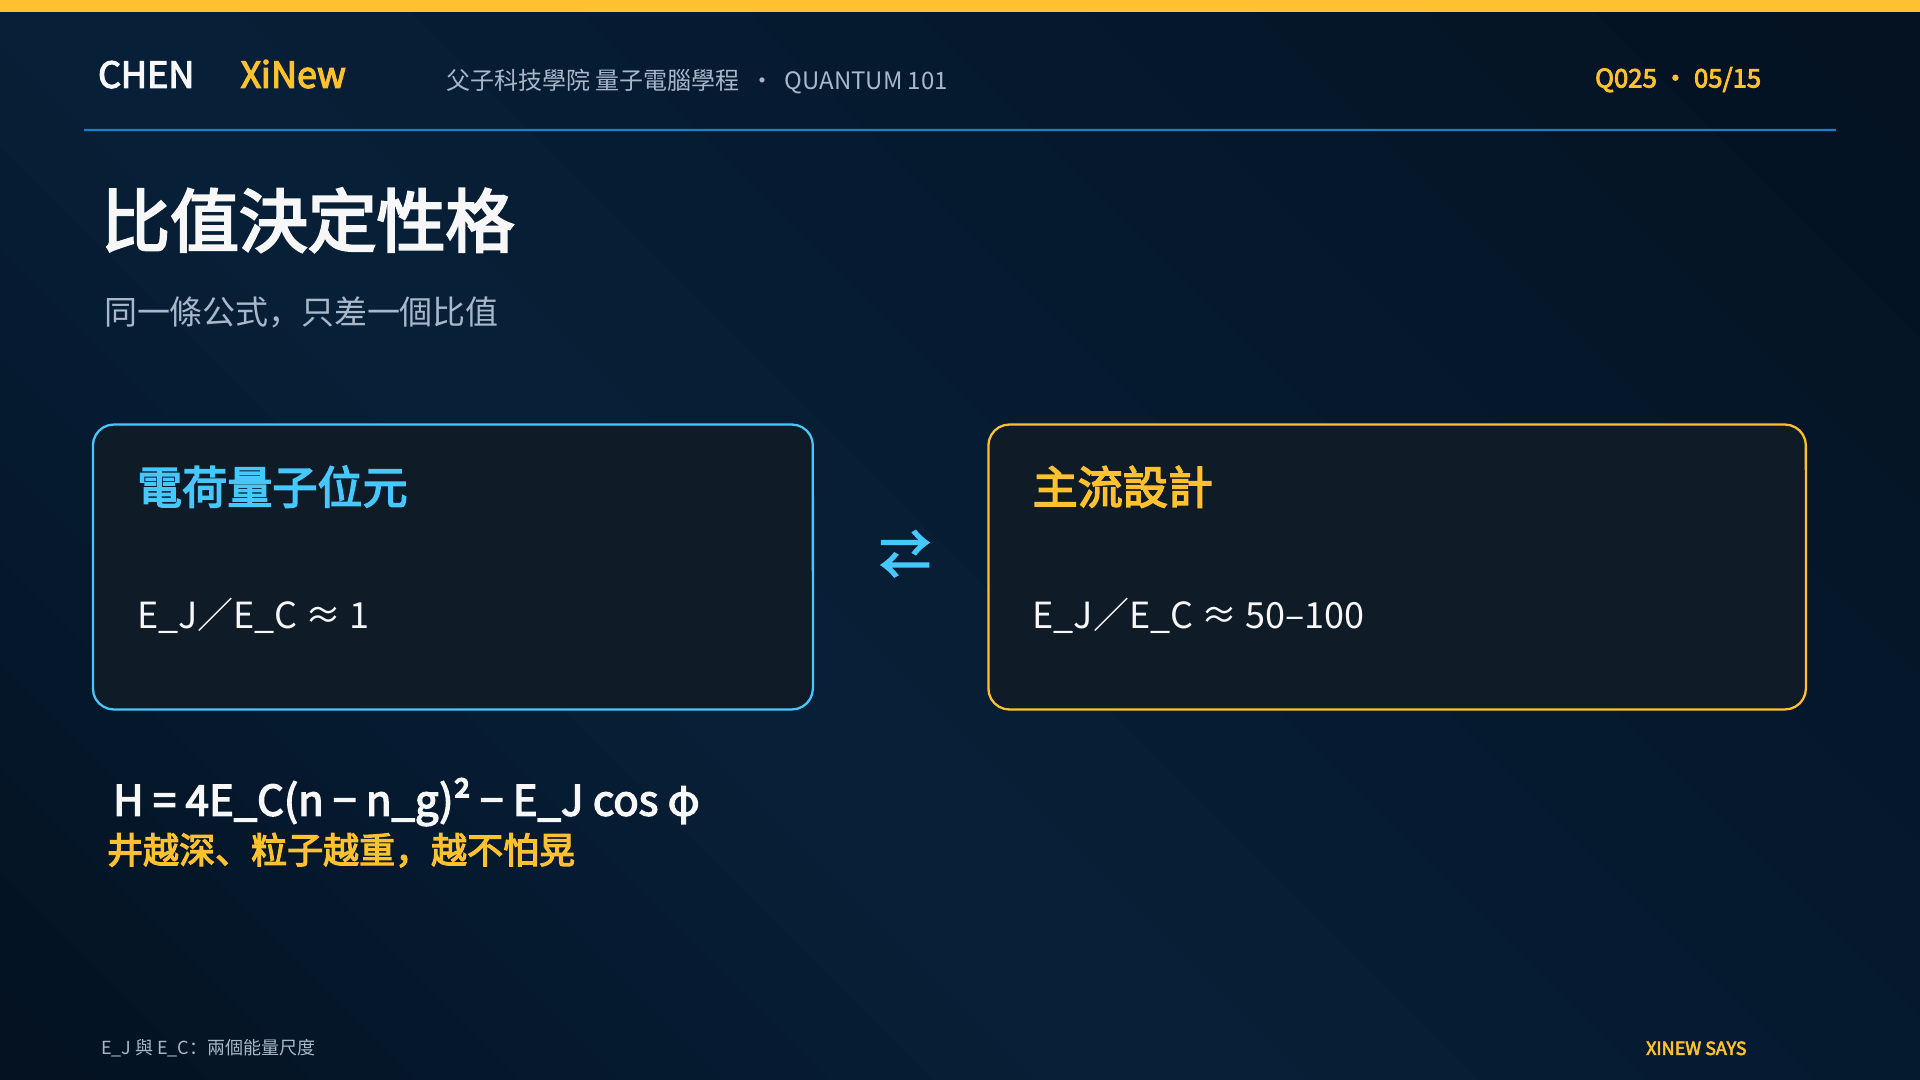 CHEN XiNew 父子科技學院 量子電腦學程 · QUANTUM 101 Q025 · 05/15
比值決定性格
同一條公式，只差一個比值
電荷量子位元
E_J／E_C ≈ 1
⇄
主流設計
E_J／E_C ≈ 50–100
H = 4E_C(n − n_g)² − E_J cos φ
井越深、粒子越重，越不怕晃
E_J 與 E_C：兩個能量尺度
XINEW SAYS